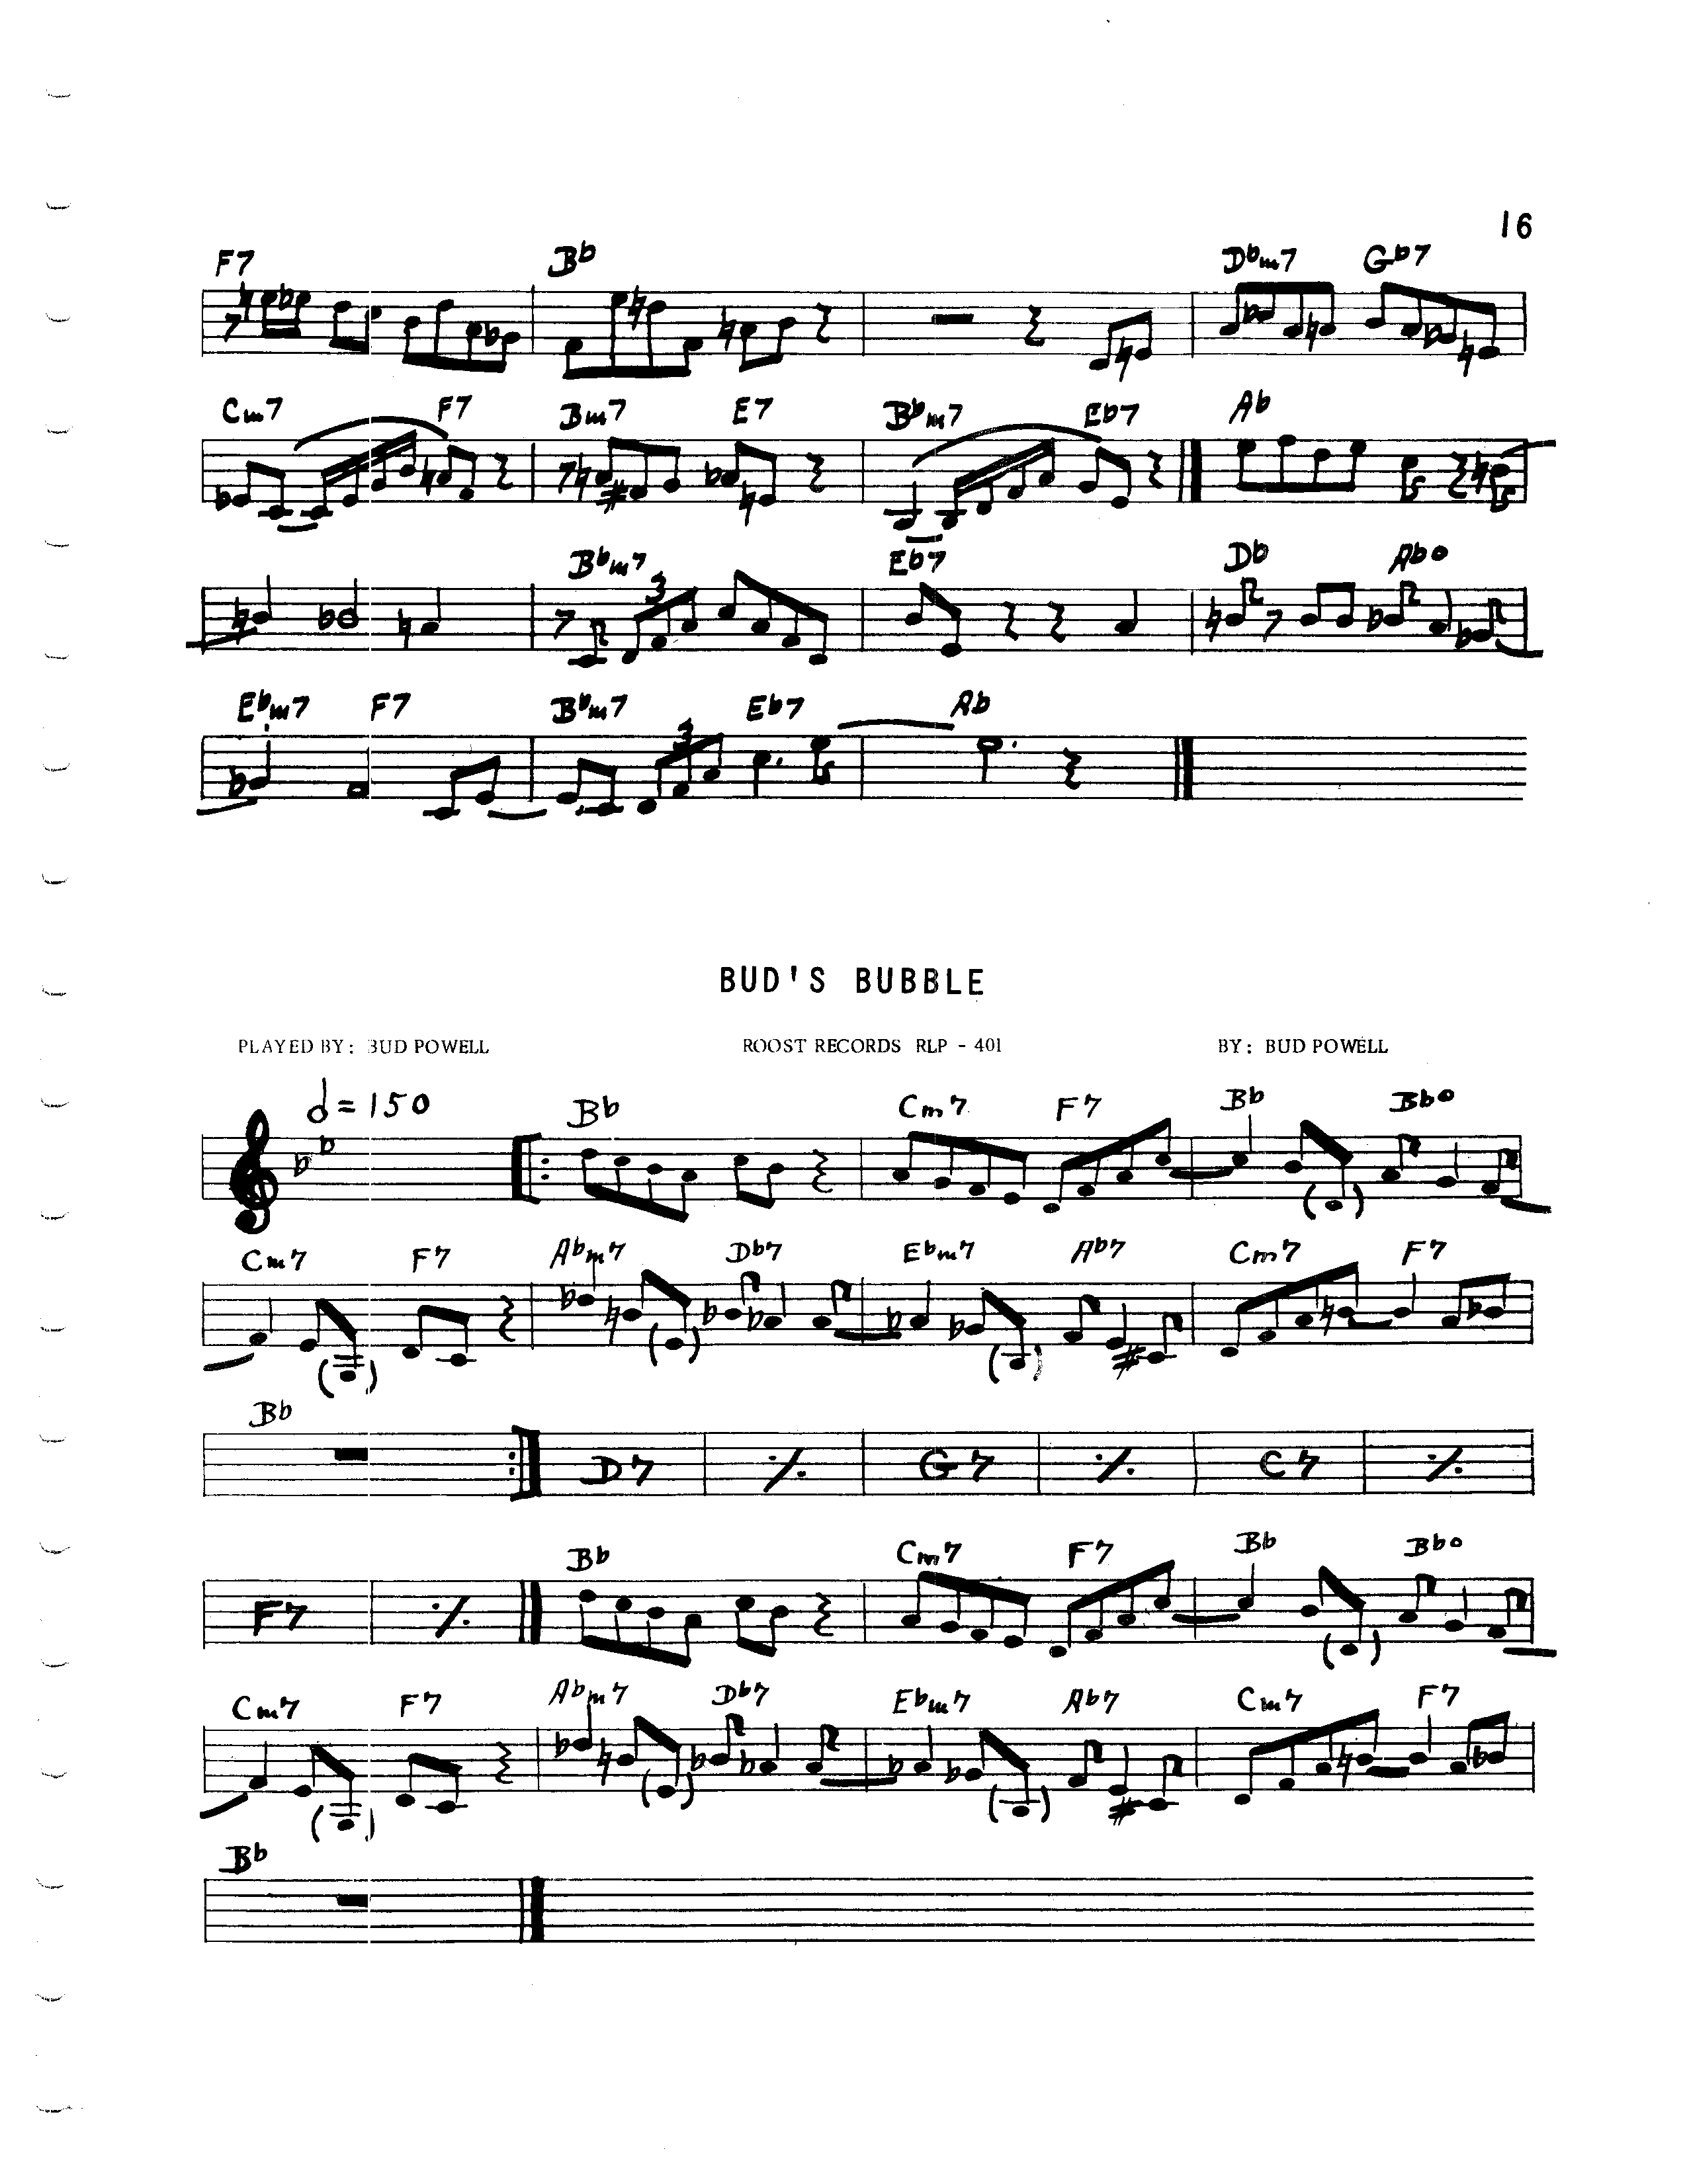 16
F7 Bb Dbm7 Gb7
Cm7 F7 Bm7 E7 Bbm7 Eb7 Ab
Bbm7 3 Eb7 Db Abo
Ebm7 F7 Bbm7 3 Eb7 Ab
BUD'S BUBBLE
PLAYED BY: BUD POWELL ROOST RECORDS RLP - 401 BY: BUD POWELL
= 150 Bb Cm7 F7 Bb Bbo
Cm7 F7 Abm7 Db7 Ebm7 Ab7 Cm7 F7
Bb D7 G7 C7
F7 Bb Cm7 F7 Bb Bbo
Cm7 F7 Abm7 Db7 Ebm7 Ab7 Cm7 F7
Bb